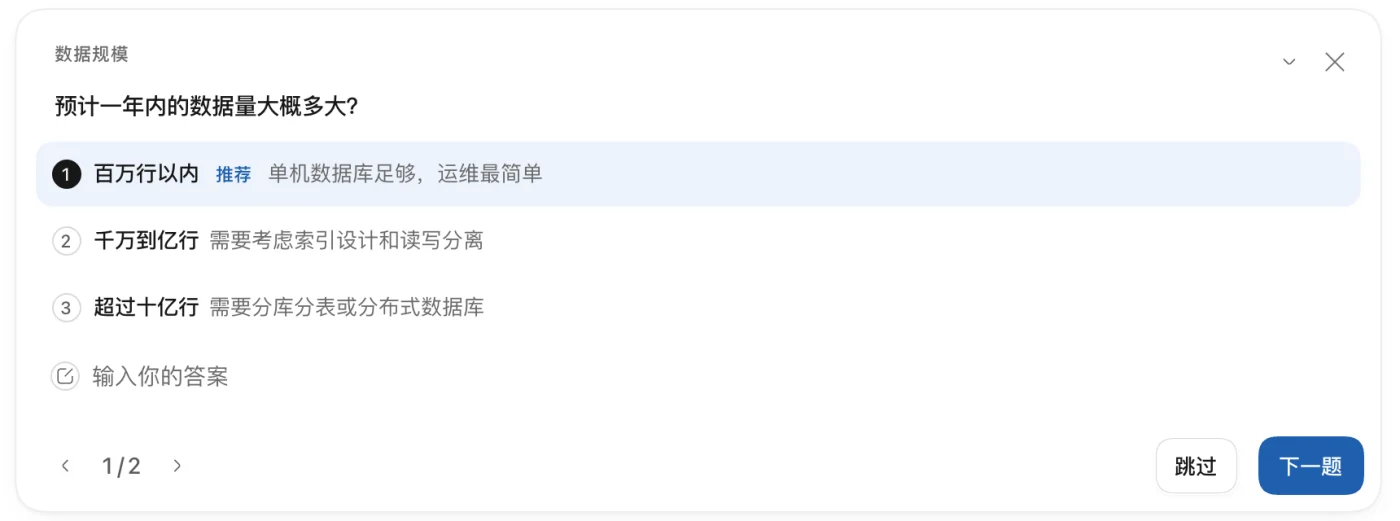 数据规模
预计一年内的数据量大概多大?
1 百万行以内 推荐 单机数据库足够，运维最简单
2 千万到亿行 需要考虑索引设计和读写分离
3 超过十亿行 需要分库分表或分布式数据库
输入你的答案
1/2 跳过 下一题